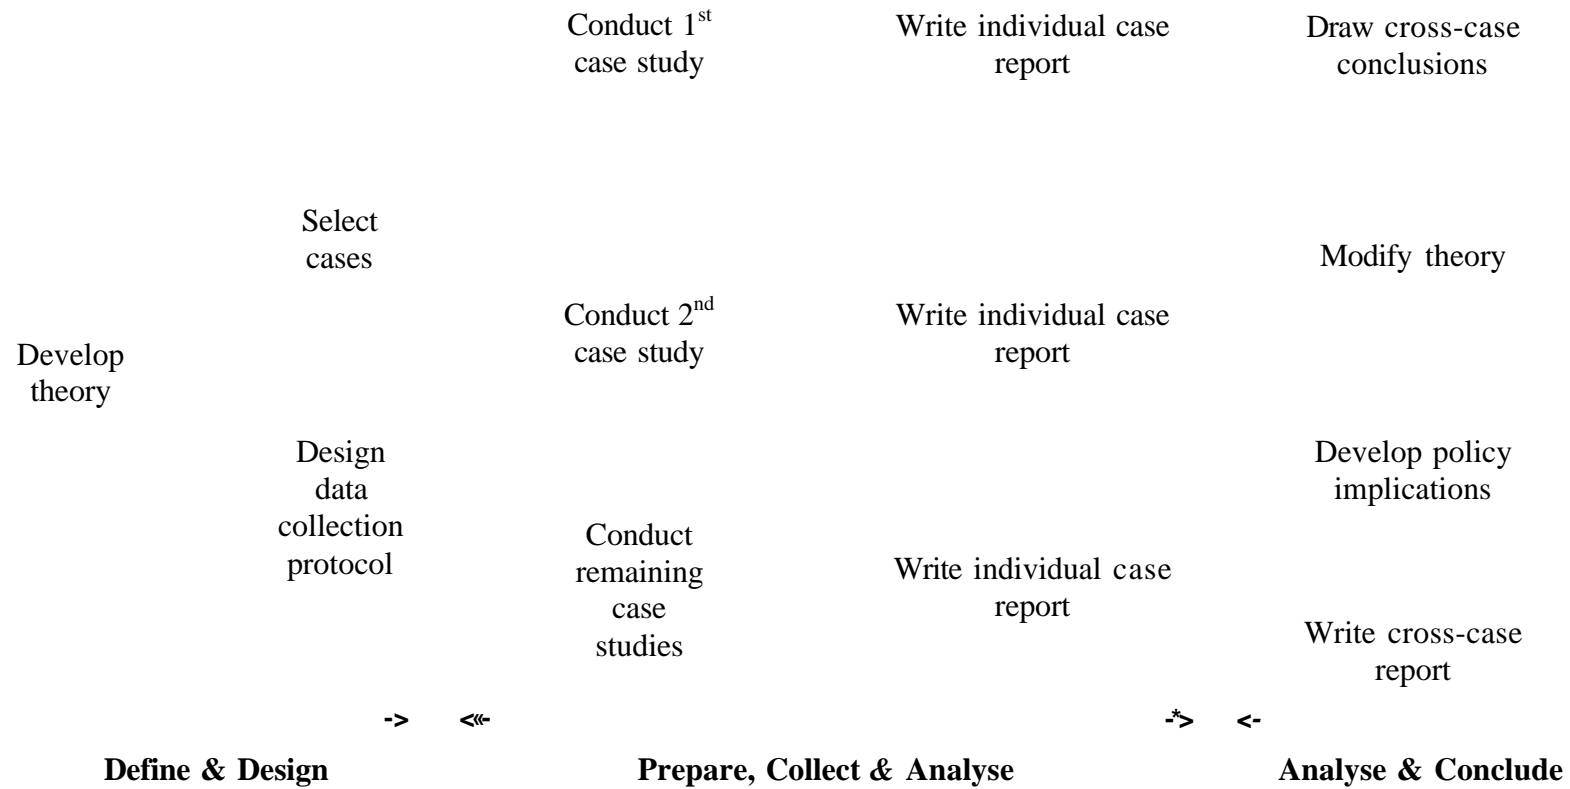 Conduct 1st
case study
Write individual case
report
Draw cross-case
conclusions
Select
cases
Modify theory
Conduct 2nd
case study
Write individual case
report
Develop
theory
Design
data
collection
protocol
Develop policy
implications
Conduct
remaining
case
studies
Write individual case
report
Write cross-case
report
-> <«- -*> <-
Define & Design
Prepare, Collect & Analyse
Analyse & Conclude